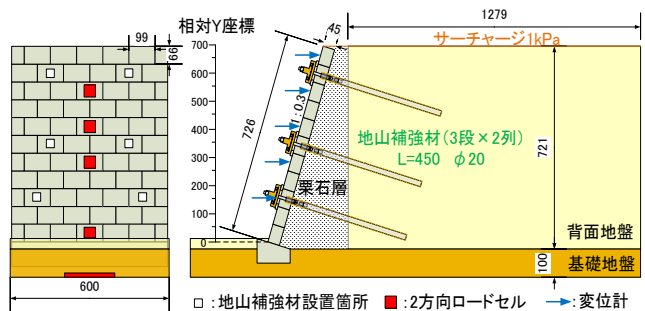 99
66
600
相対Y座標
700
600
500
400
300
200
100
0
726
1:0.3
45
1279
サーチャージ1kPa
地山補強材(3段×2列)
L=450 φ20
栗石層
721
背面地盤
基礎地盤
100
□:地山補強材設置箇所 ■:2方向ロードセル →:変位計